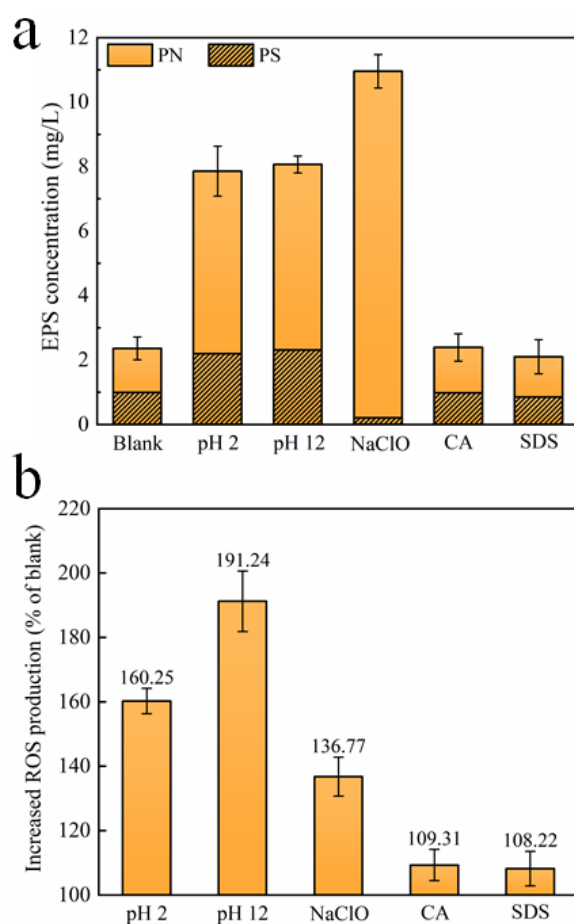 a
PN PS
EPS concentration (mg/L)
12
10
8
6
4
2
0
Blank pH 2 pH 12 NaClO CA SDS
b
Increased ROS production (% of blank)
220
200
180
160
140
120
100
160.25
191.24
136.77
109.31
108.22
pH 2 pH 12 NaClO CA SDS